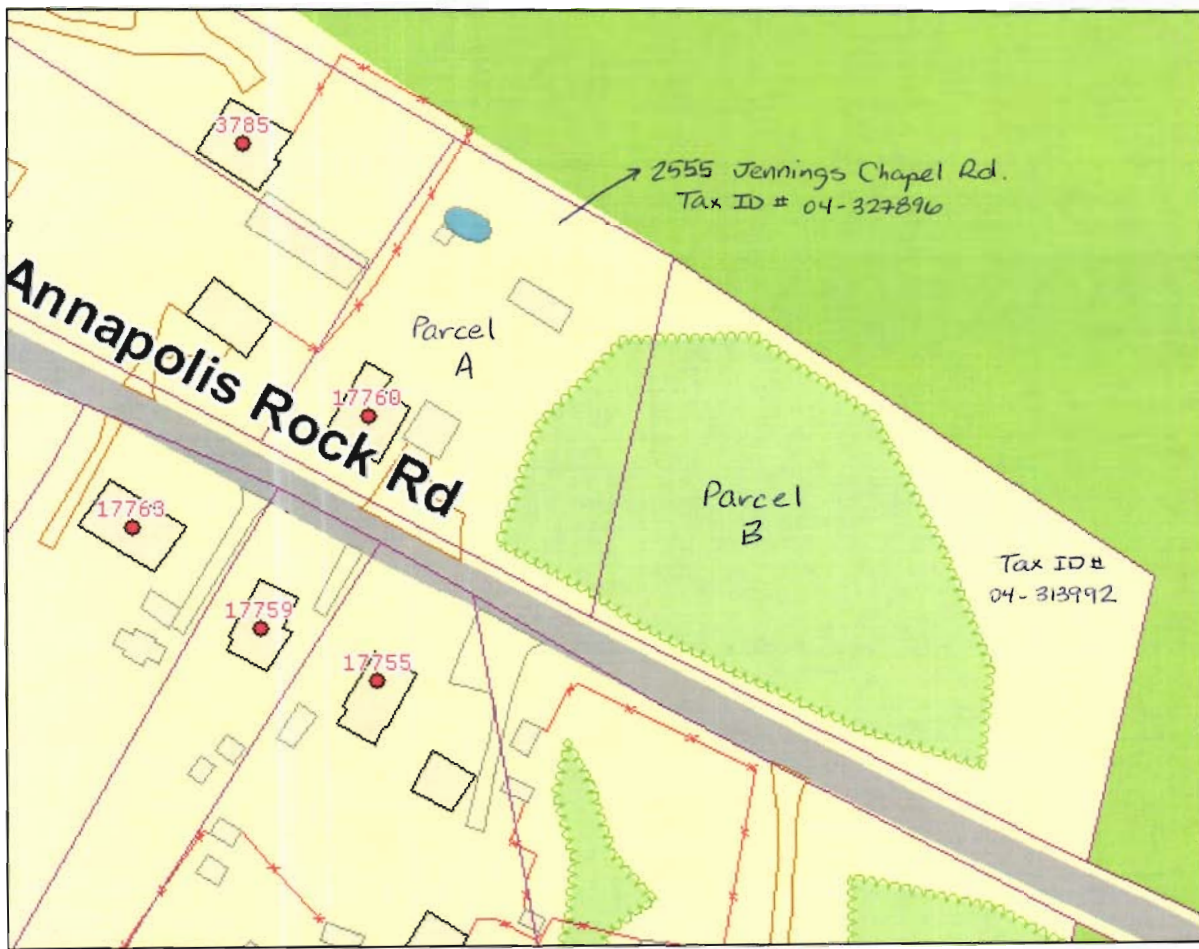 3785
2555 Jennings Chapel Rd.
Tax ID # 04-327896
Annapolis Rock Rd
Parcel
A
17760
Parcel
B
17763
Tax ID #
04-313992
17759
17755